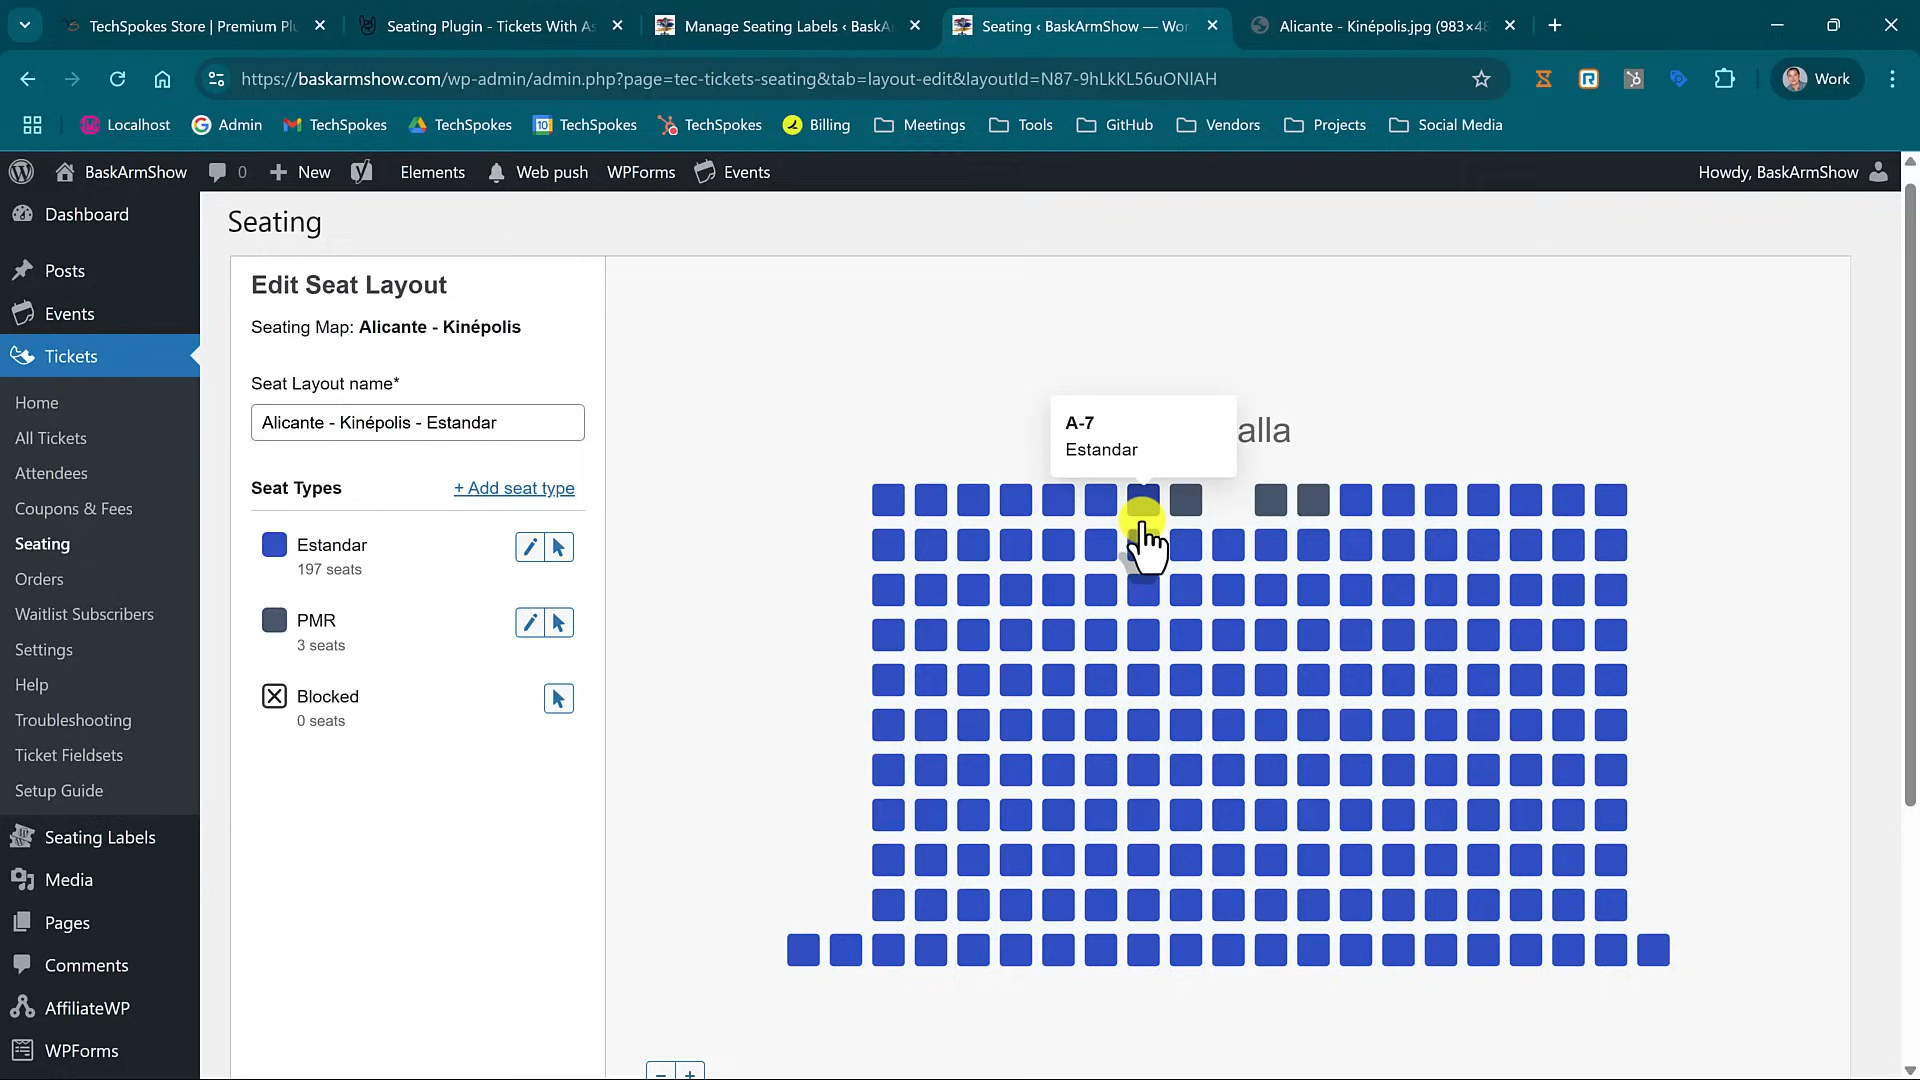 TechSpokes Store | Premium Plu
Seating Plugin - Tickets With As
Manage Seating Labels ‹ BaskA
Seating ‹ BaskArmShow — Wor
Alicante - Kinépolis.jpg (983×48
https://baskarmshow.com/wp-admin/admin.php?page=tec-tickets-seating&tab=layout-edit&layoutId=N87-9hLkKL56uONIAH
Work
Localhost
Admin
TechSpokes
TechSpokes
10
TechSpokes
TechSpokes
Billing
Meetings
Tools
GitHub
Vendors
Projects
Social Media
BaskArmShow
0
New
Elements
Web push
WPForms
Events
Howdy, BaskArmShow
Dashboard
Posts
Events
Tickets
Home
All Tickets
Attendees
Coupons & Fees
Seating
Orders
Waitlist Subscribers
Settings
Help
Troubleshooting
Ticket Fieldsets
Setup Guide
Seating Labels
Media
Pages
Comments
AffiliateWP
WPForms
Seating
Edit Seat Layout
Seating Map: Alicante - Kinépolis
Seat Layout name*
Alicante - Kinépolis - Estandar
Seat Types
+ Add seat type
Estandar
197 seats
PMR
3 seats
Blocked
0 seats
A-7
Estandar
alla